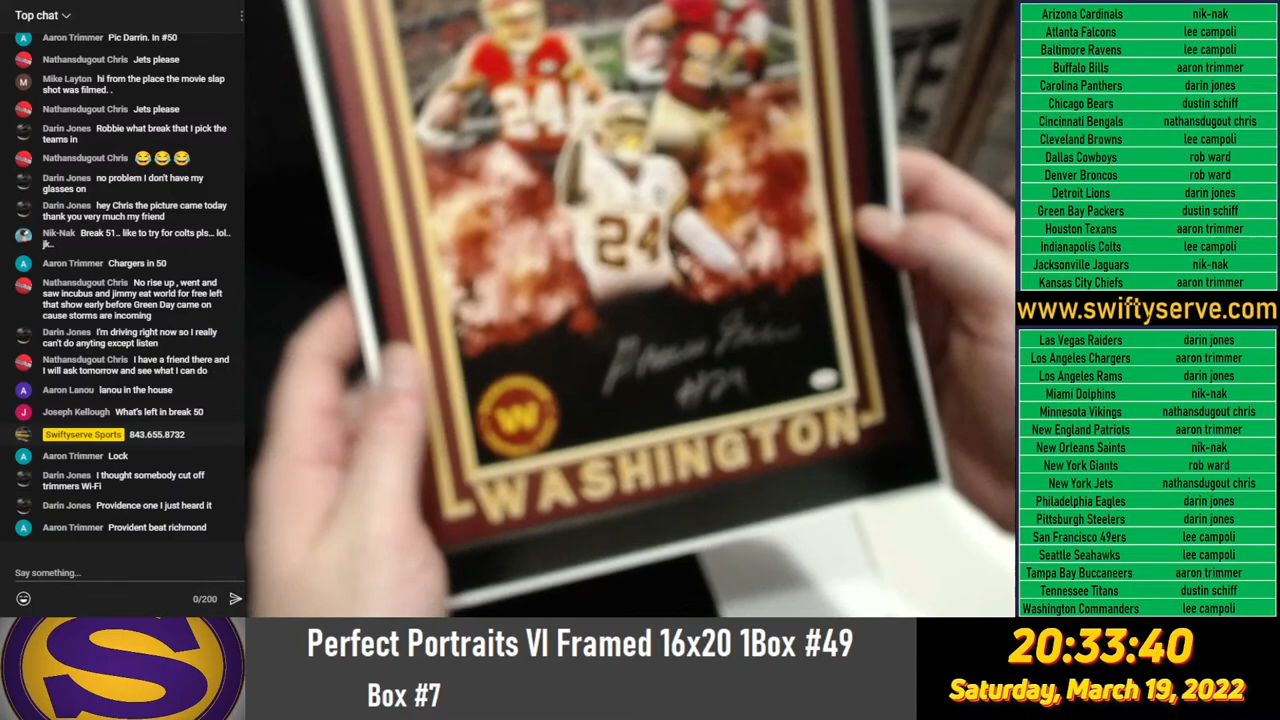 Top chat
Aaron Trimmer Pic Darrin. In #50
Nathansdugout Chris Jets please
Mike Layton hi from the place the movie slap
shot was filmed. .
Nathansdugout Chris Jets please
Darin Jones Robbie what break that I pick the
teams in
Nathansdugout Chris 😂😂😂
Darin Jones no problem I don't have my
glasses on
Darin Jones hey Chris the picture came today
thank you very much my friend
Nik-Nak Break 51.. like to try for colts pls... lol..
jk..
Aaron Trimmer Chargers in 50
Nathansdugout Chris No rise up , went and
saw incubus and jimmy eat world for free left
that show early before Green Day came on
cause storms are incoming
Darin Jones I'm driving right now so I really
can't do anyting except listen
Nathansdugout Chris I have a friend there and
I will ask tomorrow and see what I can do
Aaron Lanou lanou in the house
Joseph Kellough What's left in break 50
Swiftyserve Sports 843.655.8732
Aaron Trimmer Lock
Darin Jones I thought somebody cut off
trimmers Wi-Fi
Darin Jones Providence one I just heard it
Aaron Trimmer Provident beat richmond
Say something...
0/200
24
24
#24
W
WASHINGTON
Arizona Cardinals nik-nak
Atlanta Falcons lee campoli
Baltimore Ravens lee campoli
Buffalo Bills aaron trimmer
Carolina Panthers darin jones
Chicago Bears dustin schiff
Cincinnati Bengals nathansdugout chris
Cleveland Browns lee campoli
Dallas Cowboys rob ward
Denver Broncos rob ward
Detroit Lions darin jones
Green Bay Packers dustin schiff
Houston Texans aaron trimmer
Indianapolis Colts lee campoli
Jacksonville Jaguars nik-nak
Kansas City Chiefs aaron trimmer
www.swiftyserve.com
Las Vegas Raiders darin jones
Los Angeles Chargers aaron trimmer
Los Angeles Rams darin jones
Miami Dolphins nik-nak
Minnesota Vikings nathansdugout chris
New England Patriots aaron trimmer
New Orleans Saints nik-nak
New York Giants rob ward
New York Jets nathansdugout chris
Philadelphia Eagles darin jones
Pittsburgh Steelers darin jones
San Francisco 49ers lee campoli
Seattle Seahawks lee campoli
Tampa Bay Buccaneers aaron trimmer
Tennessee Titans dustin schiff
Washington Commanders lee campoli
S
Perfect Portraits VI Framed 16x20 1Box #49
Box #7
20:33:40
Saturday, March 19, 2022